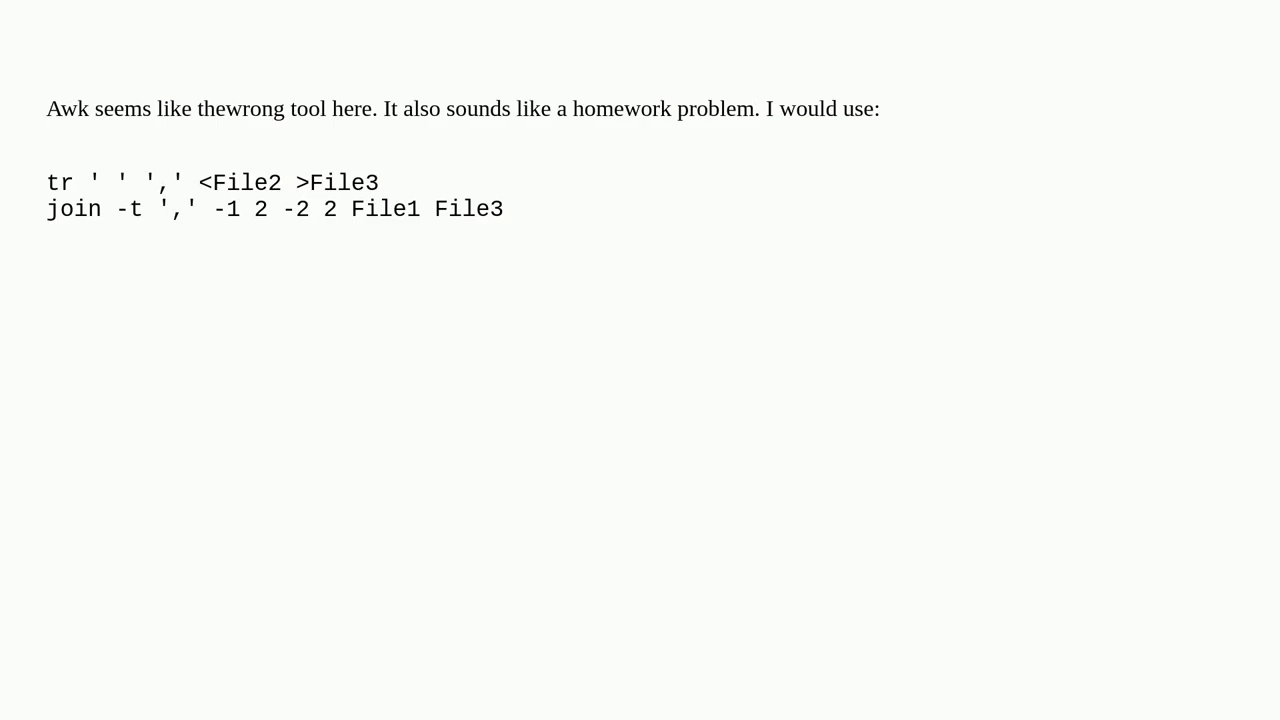 Awk seems like thewrong tool here. It also sounds like a homework problem. I would use:
tr ' ' ',' <File2 >File3
join -t ',' -1 2 -2 2 File1 File3